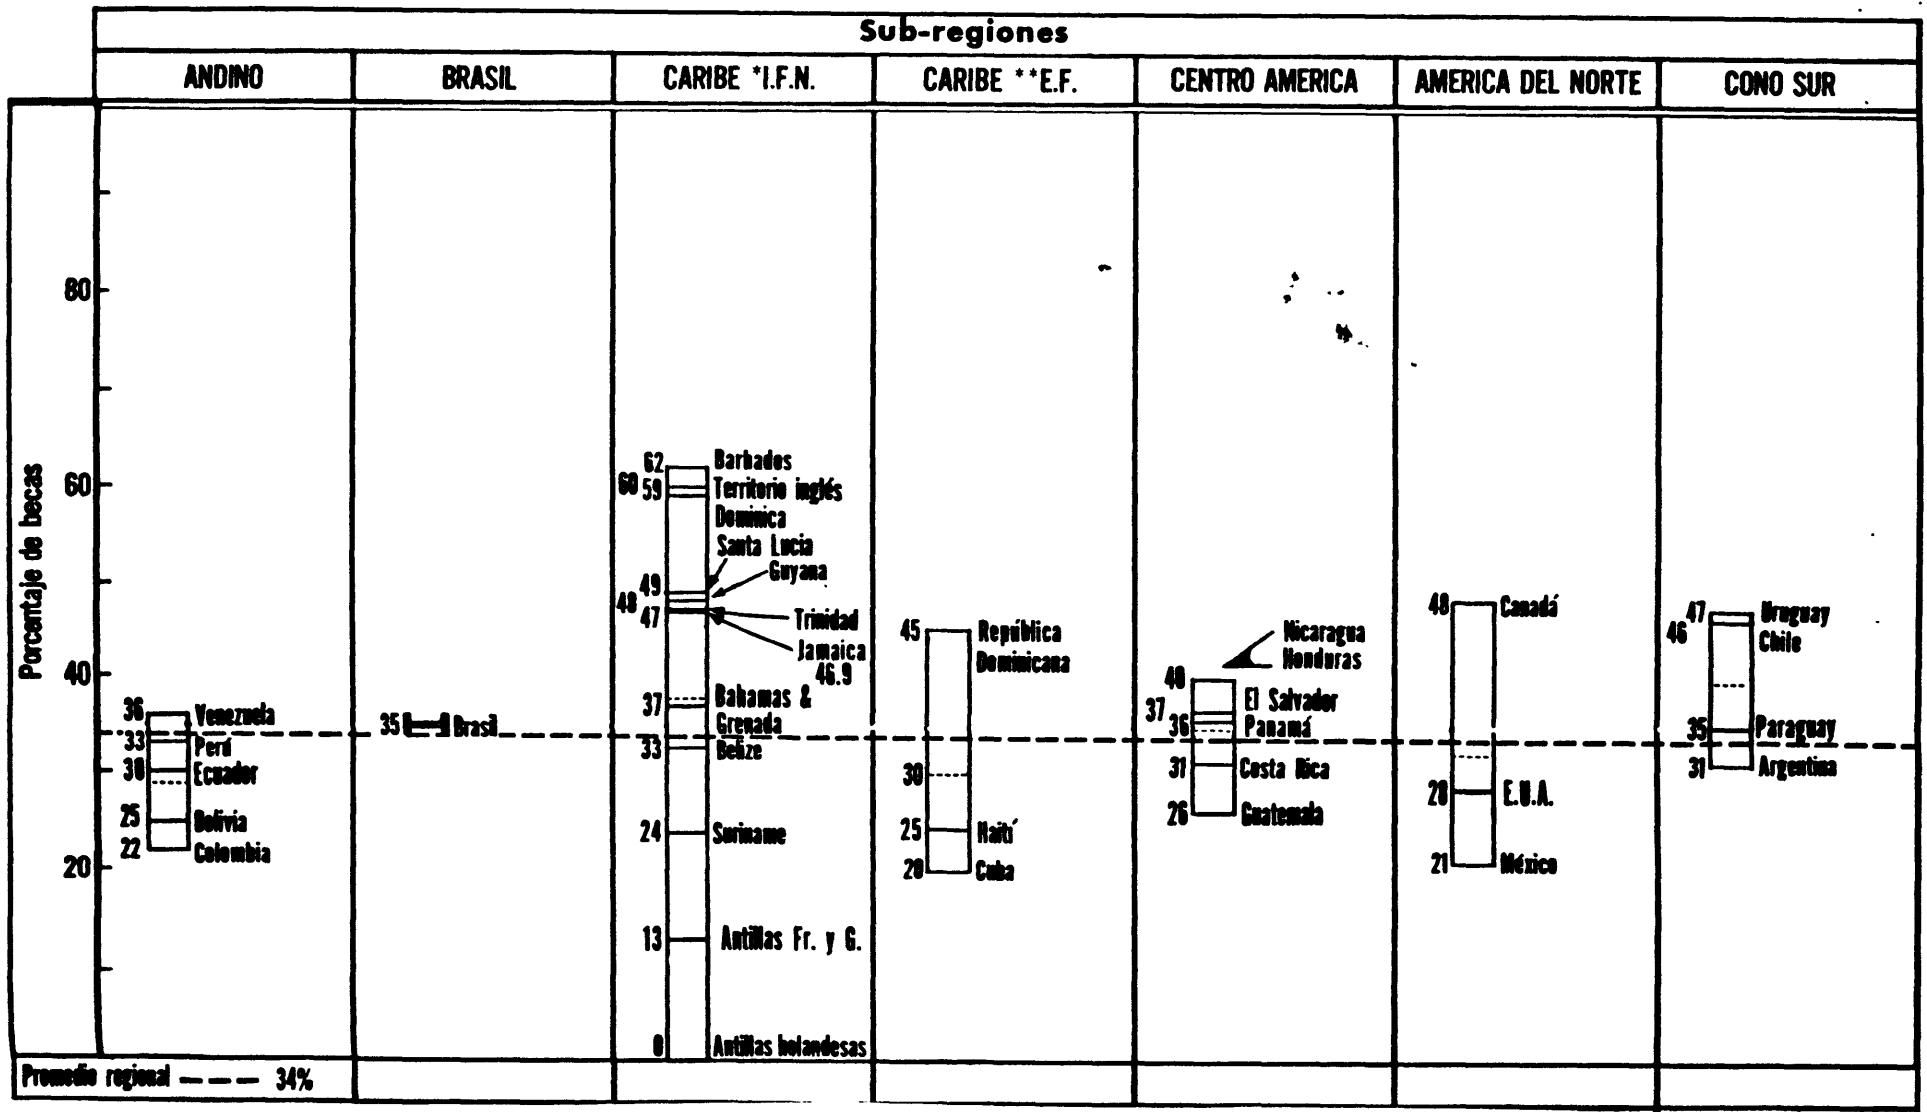 Sub-regiones
ANDINO
BRASIL
CARIBE *I.F.N.
CARIBE **E.F.
CENTRO AMERICA
AMERICA DEL NORTE
CONO SUR
Porcentaje de becas
80
60
40
20
36 Venezuela
33 Perú
30 Ecuador
25 Bolivia
22 Colombia
35 Brasil
62 Barbados
60 59 Territorio inglés
Dominica
Santa Lucia
49 Guyana
48
47 Trinidad
Jamaica
46.9
37 Bahamas &
Grenada
33 Belize
24 Suriname
13 Antillas Fr. y G.
0 Antillas holandesas
45 República
Dominicana
30
25 Haití
20 Cuba
Nicaragua
Honduras
40
El Salvador
37
36 Panamá
31 Costa Rica
26 Guatemala
48 Canadá
28 E.U.A.
21 México
47 Uruguay
46 Chile
35 Paraguay
31 Argentina
Promedio regional ---- 34%